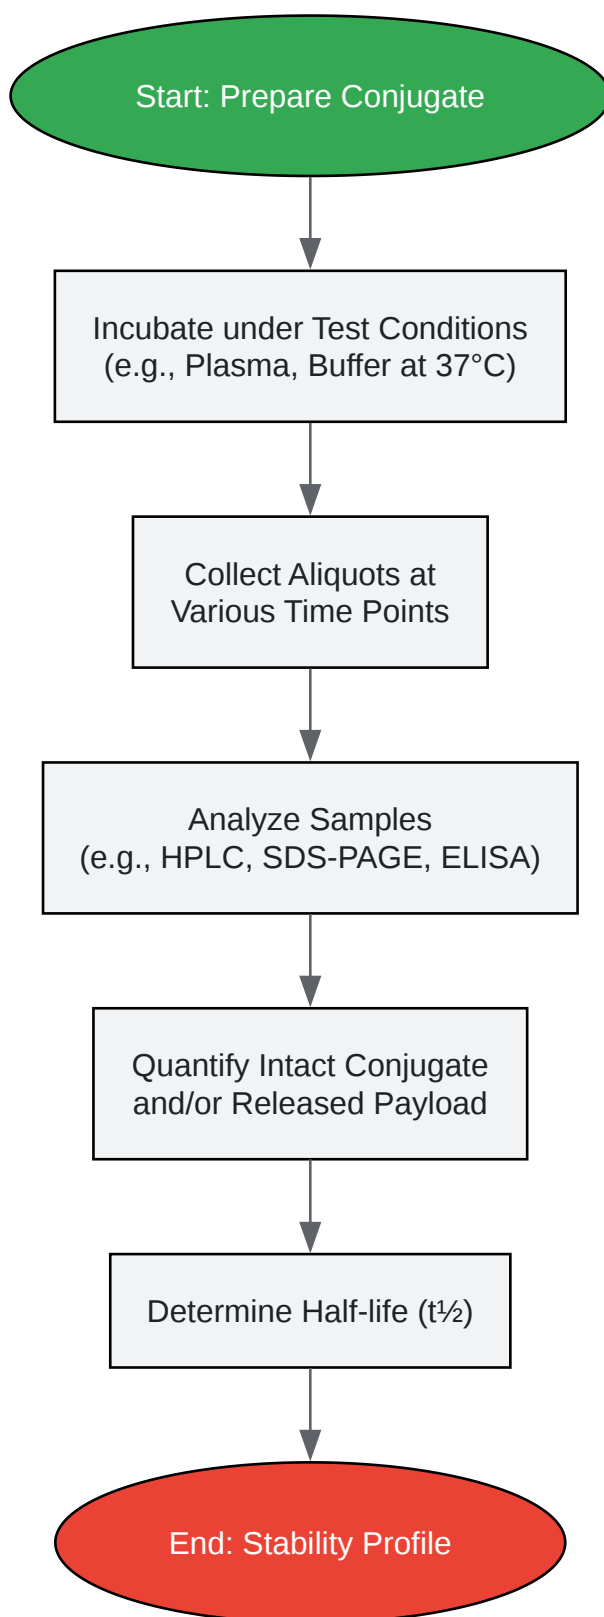 Start: Prepare Conjugate
Incubate under Test Conditions
(e.g., Plasma, Buffer at 37°C)
Collect Aliquots at
Various Time Points
Analyze Samples
(e.g., HPLC, SDS-PAGE, ELISA)
Quantify Intact Conjugate
and/or Released Payload
Determine Half-life (t½)
End: Stability Profile